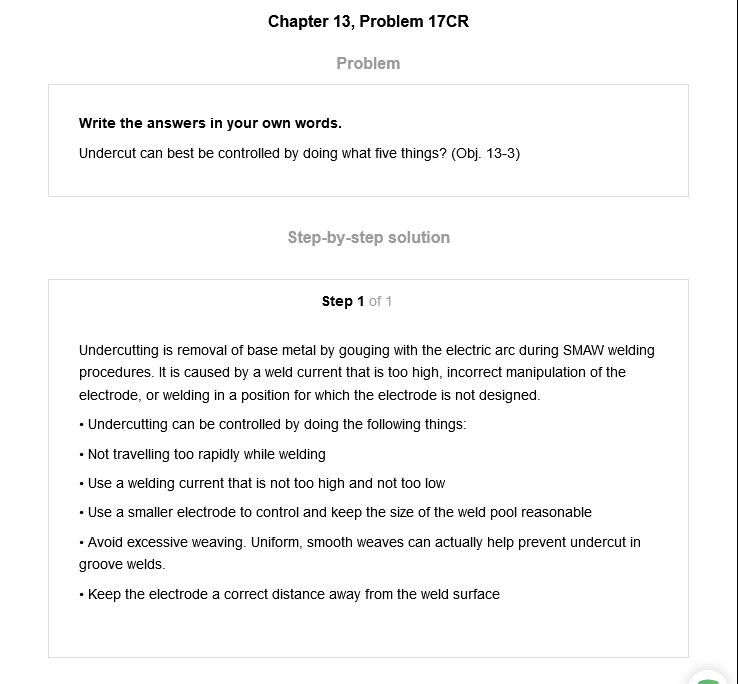 Chapter 13, Problem 17CR
Problem
Write the answers in your own words.
Undercut can best be controlled by doing what five things? (Obj. 13-3)
Step-by-step solution
Step 1 of 1
Undercutting is removal of base metal by gouging with the electric arc during SMAW welding
procedures. It is caused by a weld current that is too high, incorrect manipulation of the
electrode, or welding in a position for which the electrode is not designed.
• Undercutting can be controlled by doing the following things:
• Not travelling too rapidly while welding
• Use a welding current that is not too high and not too low
• Use a smaller electrode to control and keep the size of the weld pool reasonable
• Avoid excessive weaving. Uniform, smooth weaves can actually help prevent undercut in
groove welds.
• Keep the electrode a correct distance away from the weld surface